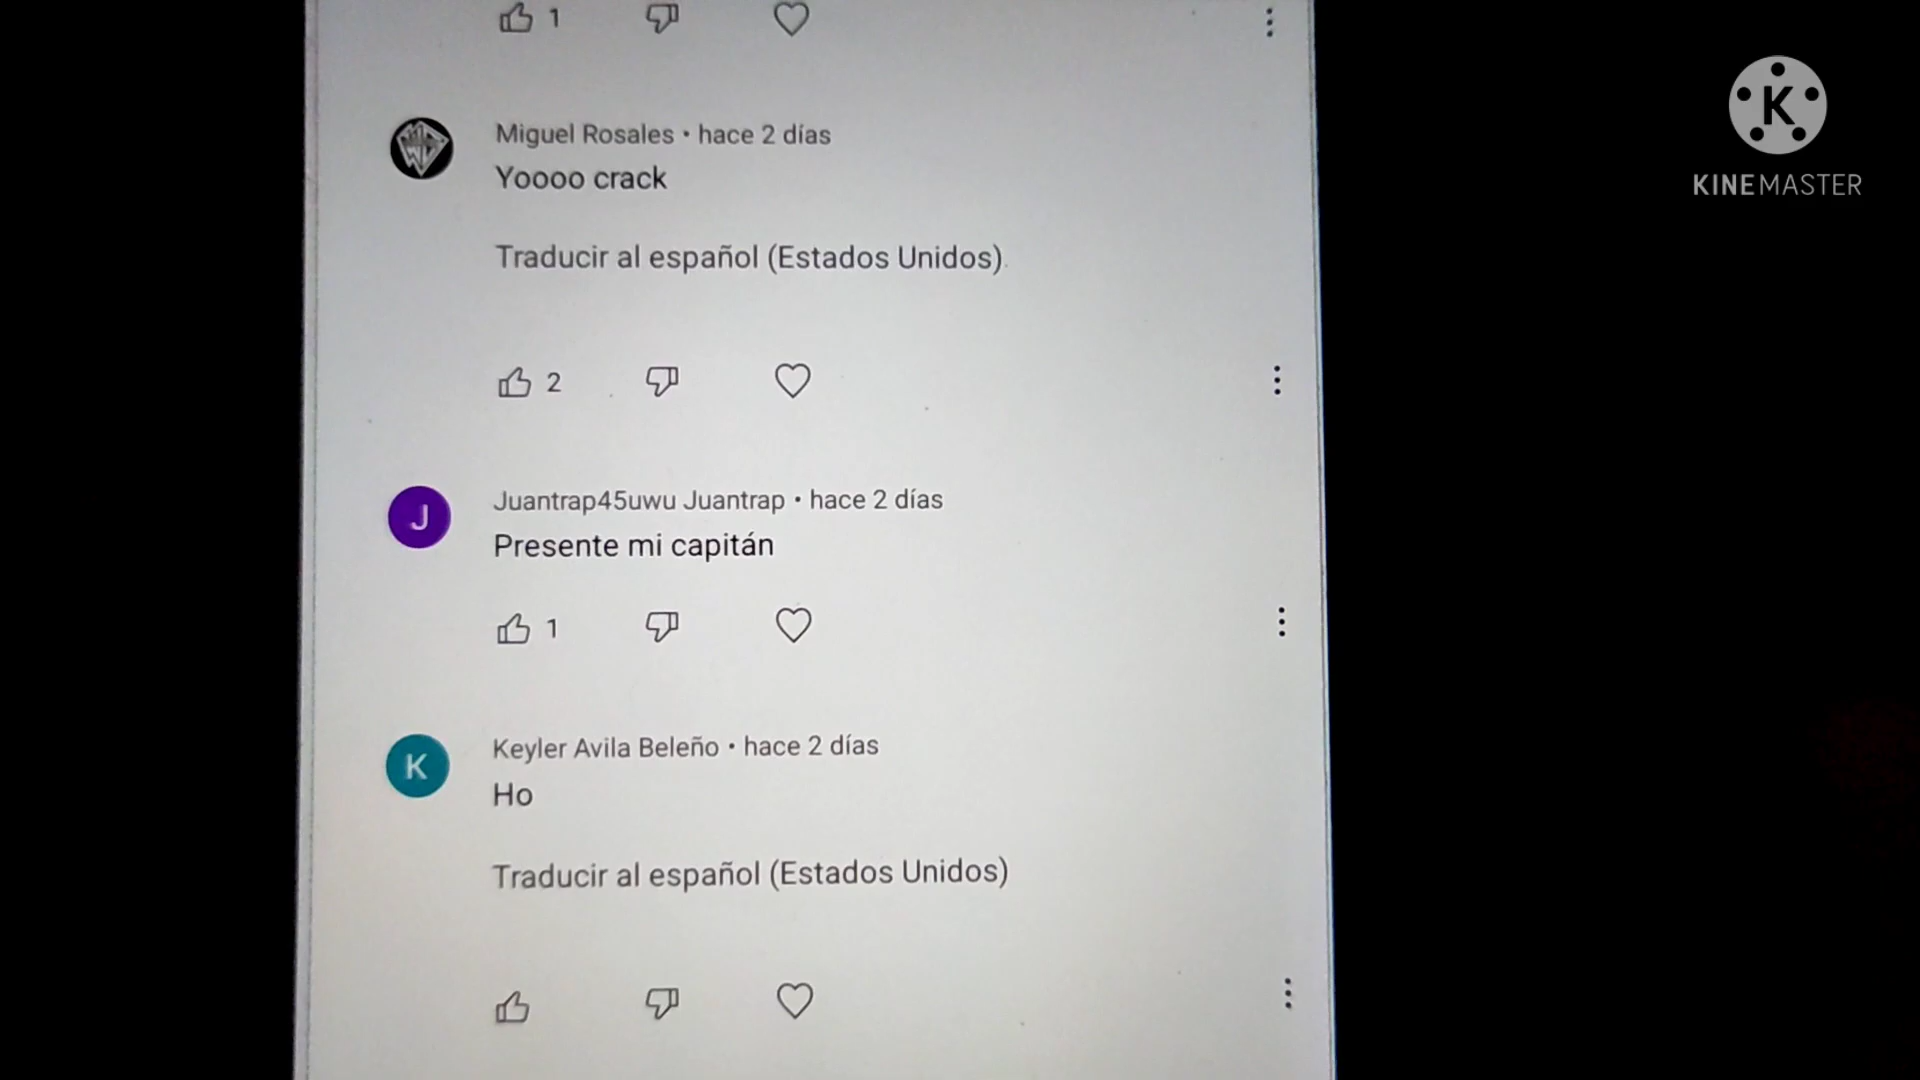 1
Miguel Rosales • hace 2 días
Yoooo crack
Traducir al español (Estados Unidos)
2
J
Juantrap45uwu Juantrap • hace 2 días
Presente mi capitán
1
K
Keyler Avila Beleño • hace 2 días
Ho
Traducir al español (Estados Unidos)
K
KINEMASTER